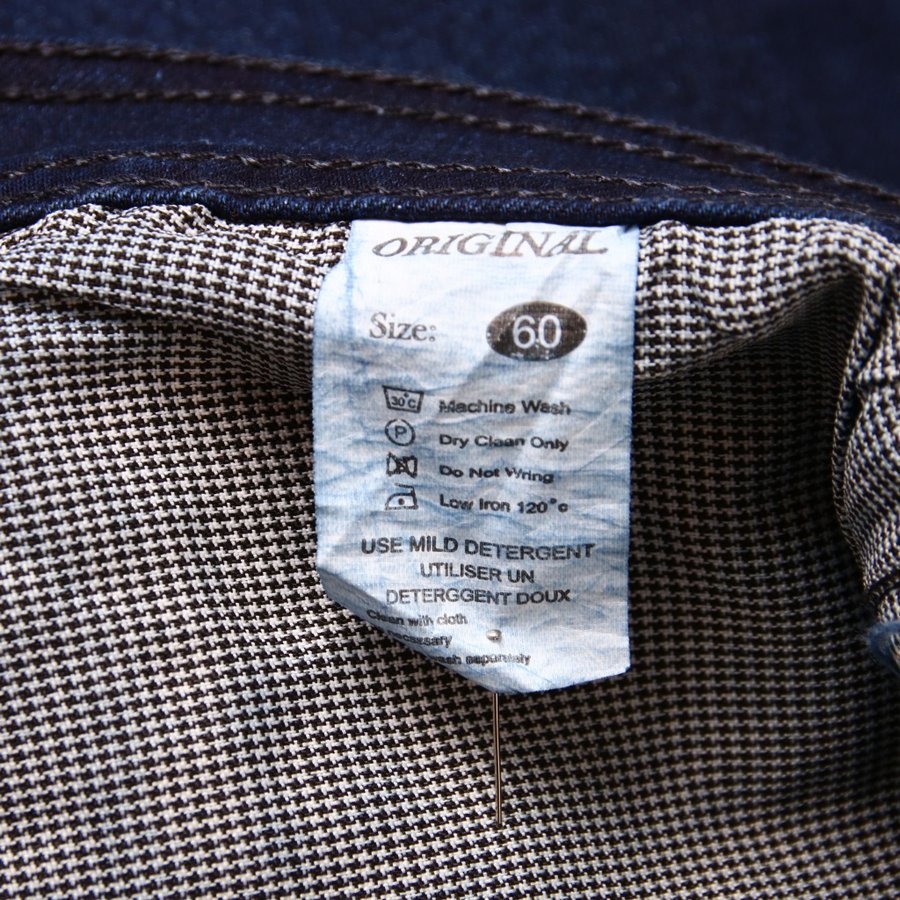 ORIGINAL
Size: 60
30°C Machine Wash
P Dry Clean Only
Do Not Wring
Low Iron 120°c
USE MILD DETERGENT
UTILISER UN
DETERGGENT DOUX
Clean with cloth
separately